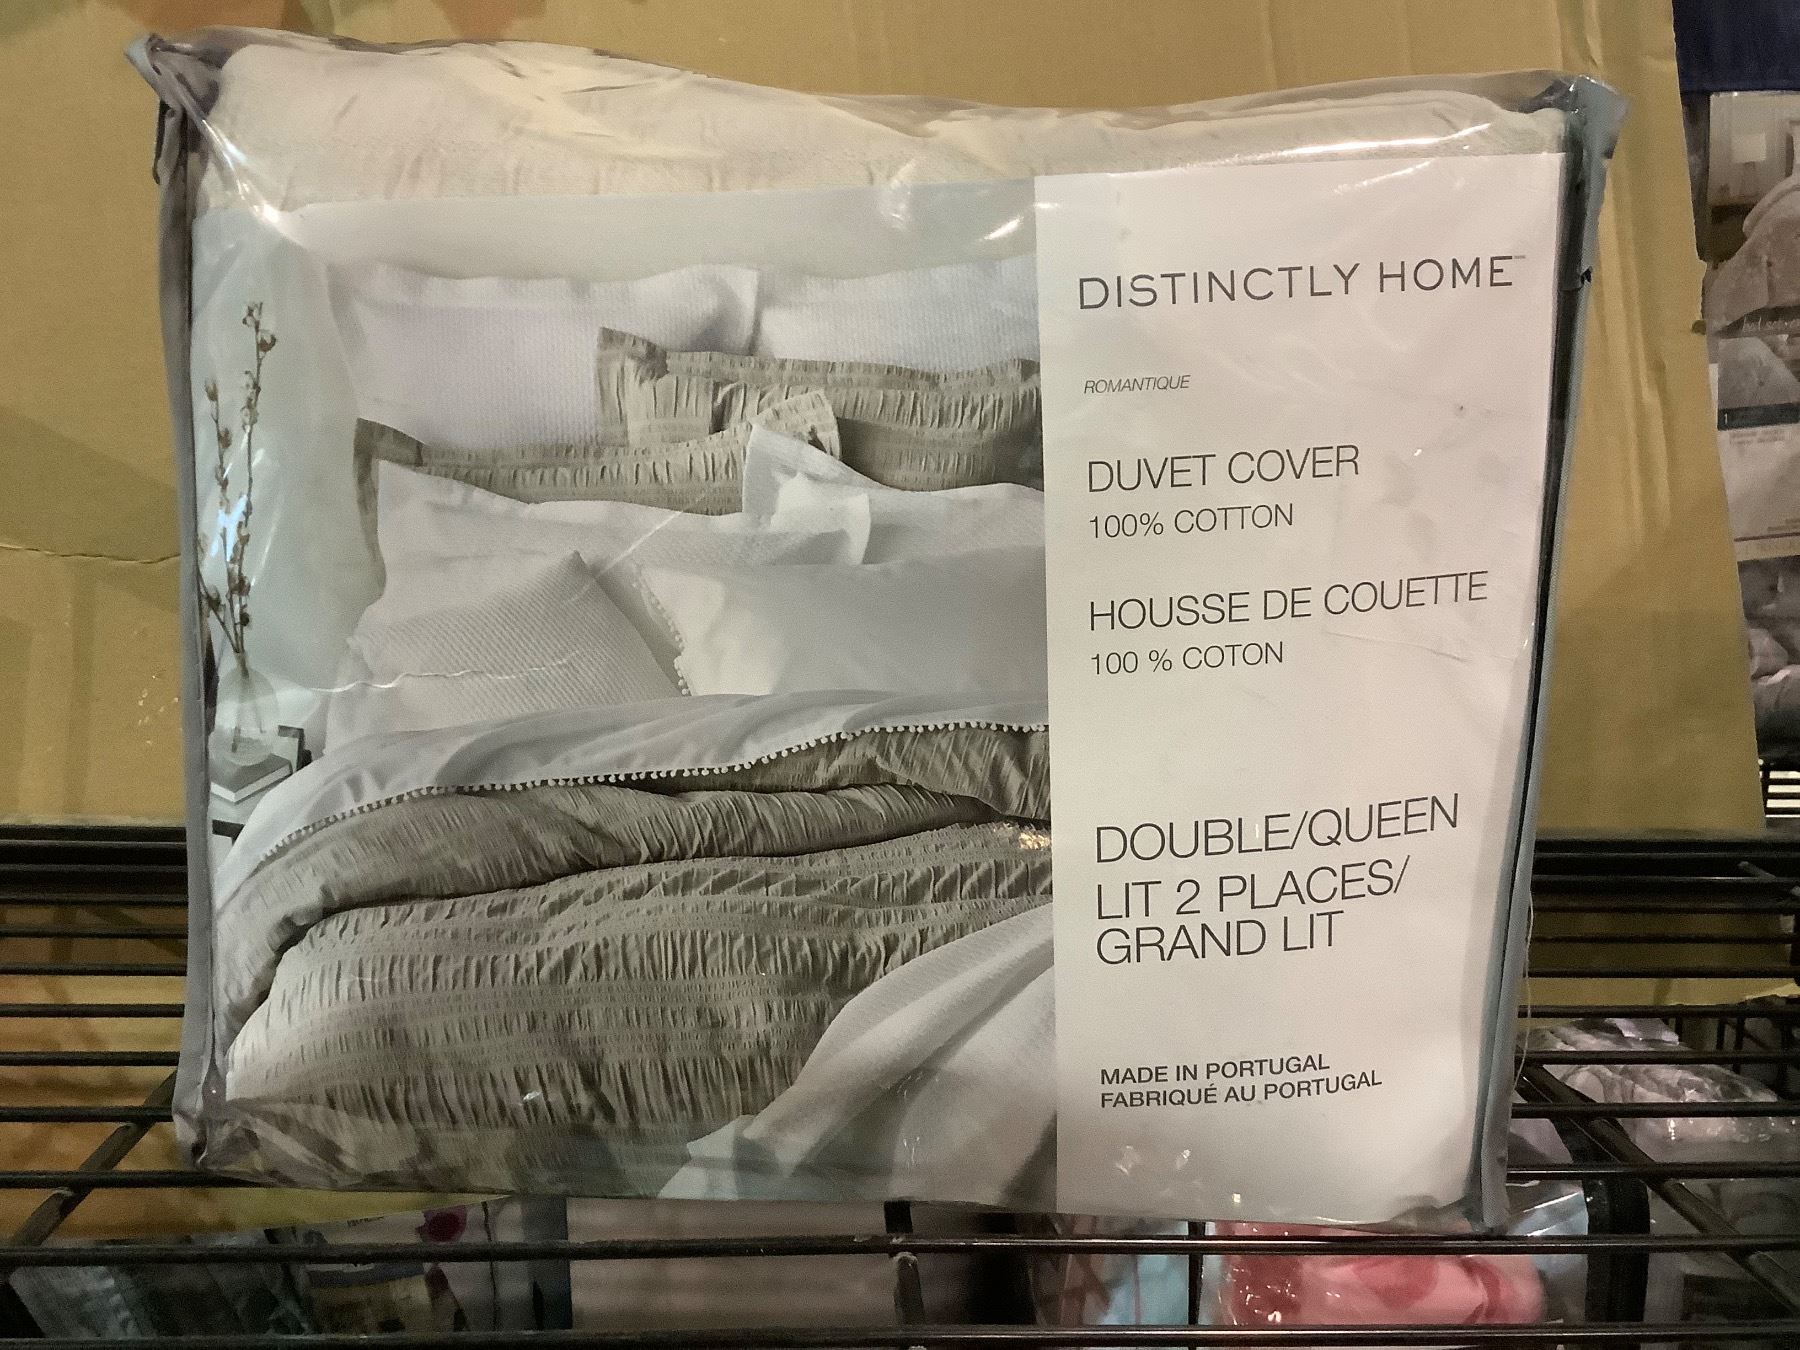 DISTINCTLY HOME™
ROMANTIQUE
DUVET COVER
100% COTTON
HOUSSE DE COUETTE
100 % COTON
DOUBLE/QUEEN
LIT 2 PLACES/
GRAND LIT
MADE IN PORTUGAL
FABRIQUÉ AU PORTUGAL